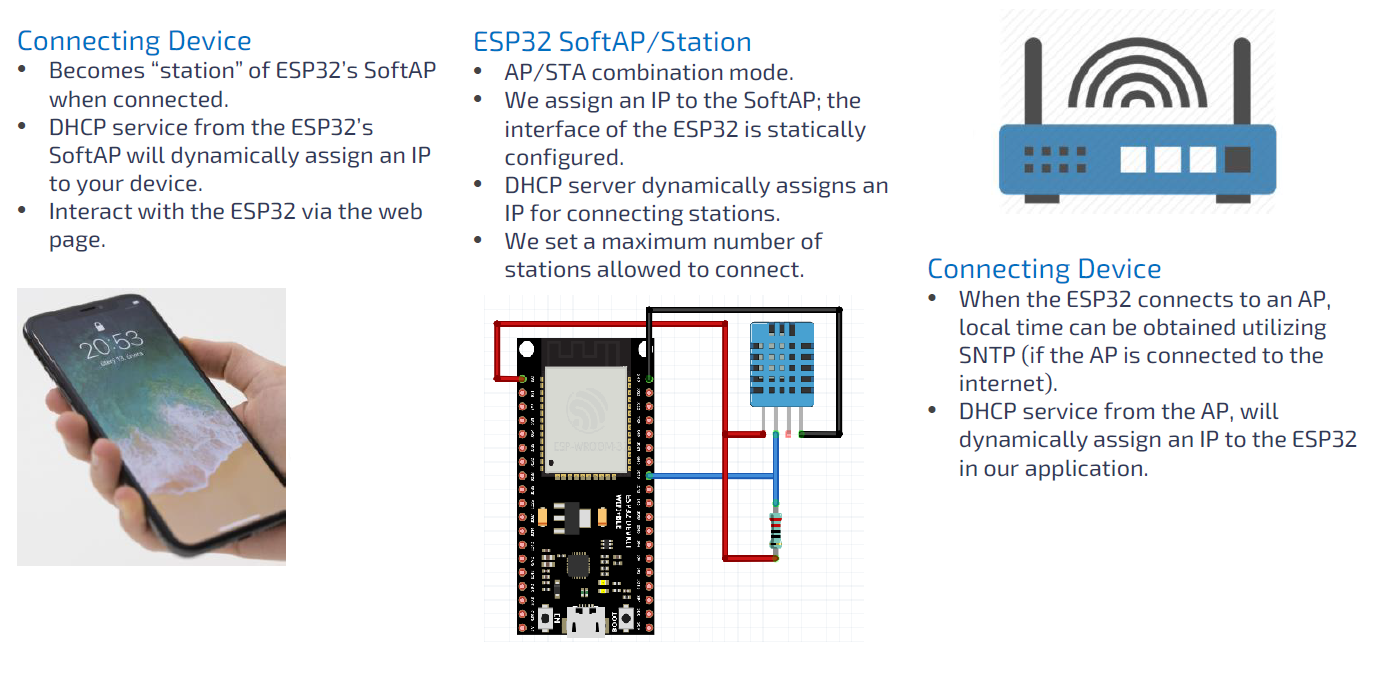 Connecting Device
• Becomes “station” of ESP32’s SoftAP
when connected.
• DHCP service from the ESP32’s
SoftAP will dynamically assign an IP
to your device.
• Interact with the ESP32 via the web
page.
20:53
ESP32 SoftAP/Station
• AP/STA combination mode.
• We assign an IP to the SoftAP; the
interface of the ESP32 is statically
configured.
• DHCP server dynamically assigns an
IP for connecting stations.
• We set a maximum number of
stations allowed to connect.
EN
BOOT
Connecting Device
• When the ESP32 connects to an AP,
local time can be obtained utilizing
SNTP (if the AP is connected to the
internet).
• DHCP service from the AP, will
dynamically assign an IP to the ESP32
in our application.